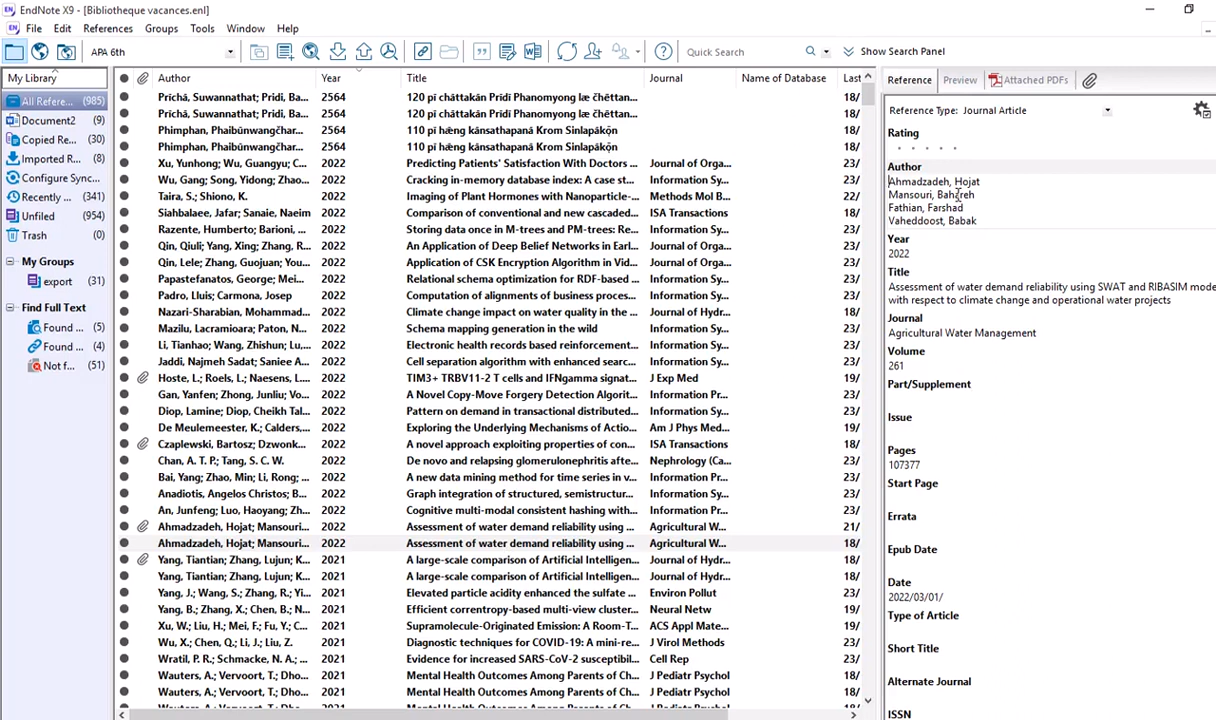 EndNote X9 - [Bibliotheque vacances.enl]
File Edit References Groups Tools Window Help
APA 6th Quick Search Show Search Panel
My Library
All Refere... (985)
Document2 (9)
Copied Re... (30)
Imported R... (8)
Configure Sync...
Recently ... (341)
Unfiled (954)
Trash (0)
My Groups
export (31)
Find Full Text
Found ... (5)
Found ... (4)
Not f... (51)
Author Year Title Journal Name of Database Last
Prīchā, Suwannathat; Pridi, Ba... 2564 120 pī chāttakān Prīdī Phanomyong læ čhēttan...
Prīchā, Suwannathat; Pridi, Ba... 2564 120 pī chāttakān Prīdī Phanomyong læ čhēttan...
Phimphan, Phaibūnwangčhar... 2564 110 pī hǣng kānsathāpanā Krom Sinlapākǭn
Phimphan, Phaibūnwangčhar... 2564 110 pī hǣng kānsathāpanā Krom Sinlapākǭn
Xu, Yunhong; Wu, Guangyu; C... 2022 Predicting Patients' Satisfaction With Doctors ... Journal of Orga... 23/
Wu, Gang; Song, Yidong; Zhao... 2022 Cracking in-memory database index: A case st... Information Sy... 23/
Taira, S.; Shiono, K. 2022 Imaging of Plant Hormones with Nanoparticle-... Methods Mol B... 22/
Siahbalaee, Jafar; Sanaie, Naeim 2022 Comparison of conventional and new cascaded... ISA Transactions 18/
Razente, Humberto; Barioni, ... 2022 Storing data once in M-trees and PM-trees: Re... Information Sy... 23/
Qin, Qiuli; Yang, Xing; Zhang, R... 2022 An Application of Deep Belief Networks in Earl... Journal of Orga... 23/
Qin, Lele; Zhang, Guojuan; You... 2022 Application of CSK Encryption Algorithm in Vid... Journal of Orga... 23/
Papastefanatos, George; Mei... 2022 Relational schema optimization for RDF-based ... Information Sy... 23/
Padro, Lluis; Carmona, Josep 2022 Computation of alignments of business proces... Information Sy... 23/
Nazari-Sharabian, Mohammad... 2022 Climate change impact on water quality in the ... Journal of Hydr... 18/
Mazilu, Lacramioara; Paton, N... 2022 Schema mapping generation in the wild Information Sy... 23/
Li, Tianhao; Wang, Zhishun; Lu,... 2022 Electronic health records based reinforcement... Information Sy... 23/
Jaddi, Najmeh Sadat; Saniee A... 2022 Cell separation algorithm with enhanced searc... Information Sy... 23/
Hoste, L.; Roels, L.; Naesens, L.... 2022 TIM3+ TRBV11-2 T cells and IFNgamma signat... J Exp Med 19/
Gan, Yanfen; Zhong, Junliu; Vo... 2022 A Novel Copy-Move Forgery Detection Algorit... Information Pr... 23/
Diop, Lamine; Diop, Cheikh Tal... 2022 Pattern on demand in transactional distributed... Information Sy... 23/
De Meulemeester, K.; Calders,... 2022 Exploring the Underlying Mechanisms of Actio... Am J Phys Med... 19/
Czaplewski, Bartosz; Dzwonk... 2022 A novel approach exploiting properties of con... ISA Transactions 18/
Chan, A. T. P.; Tang, S. C. W. 2022 De novo and relapsing glomerulonephritis afte... Nephrology (Ca... 23/
Bai, Yang; Zhao, Min; Li, Rong; ... 2022 A new data mining method for time series in v... Information Pr... 23/
Anadiotis, Angelos Christos; B... 2022 Graph integration of structured, semistructur... Information Sy... 23/
An, Junfeng; Luo, Haoyang; Zh... 2022 Cognitive multi-modal consistent hashing with... Information Pr... 23/
Ahmadzadeh, Hojat; Mansouri... 2022 Assessment of water demand reliability using ... Agricultural W... 21/
Ahmadzadeh, Hojat; Mansouri... 2022 Assessment of water demand reliability using ... Agricultural W... 18/
Yang, Tiantian; Zhang, Lujun; K... 2021 A large-scale comparison of Artificial Intelligen... Journal of Hydr... 18/
Yang, Tiantian; Zhang, Lujun; K... 2021 A large-scale comparison of Artificial Intelligen... Journal of Hydr... 18/
Yang, J.; Wang, S.; Zhang, R.; Yi... 2021 Elevated particle acidity enhanced the sulfate ... Environ Pollut 23/
Yang, B.; Zhang, X.; Chen, B.; N... 2021 Efficient correntropy-based multi-view cluster... Neural Netw 19/
Xu, W.; Liu, H.; Mei, F.; Fu, Y.; C... 2021 Supramolecule-Originated Emission: A Room-T... ACS Appl Mate... 19/
Wu, X.; Chen, Q.; Li, J.; Liu, Z. 2021 Diagnostic techniques for COVID-19: A mini-re... J Virol Methods 23/
Wratil, P. R.; Schmacke, N. A.; ... 2021 Evidence for increased SARS-CoV-2 susceptibil... Cell Rep 23/
Wauters, A.; Vervoort, T.; Dho... 2021 Mental Health Outcomes Among Parents of Ch... J Pediatr Psychol 19/
Wauters, A.; Vervoort, T.; Dho... 2021 Mental Health Outcomes Among Parents of Ch... J Pediatr Psychol 19/
Wauters, A.; Vervoort, T.; Dho... 2021 Mental Health Outcomes Among Parents of Ch... J Pediatr Psychol 19/
Reference Preview Attached PDFs
Reference Type: Journal Article
Rating
Author
Ahmadzadeh, Hojat
Mansouri, Bahareh
Fathian, Farshad
Vaheddoost, Babak
Year
2022
Title
Assessment of water demand reliability using SWAT and RIBASIM mode
with respect to climate change and operational water projects
Journal
Agricultural Water Management
Volume
261
Part/Supplement
Issue
Pages
107377
Start Page
Errata
Epub Date
Date
2022/03/01/
Type of Article
Short Title
Alternate Journal
ISSN